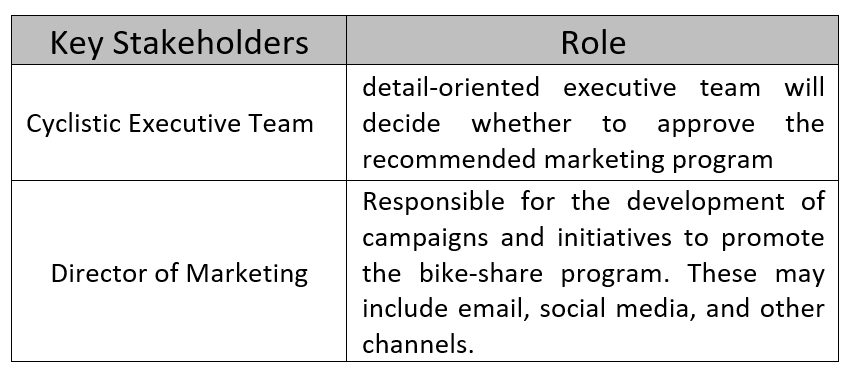 Key Stakeholders
Role
Cyclistic Executive Team
detail-oriented executive team will
decide whether to approve the
recommended marketing program
Director of Marketing
Responsible for the development of
campaigns and initiatives to promote
the bike-share program. These may
include email, social media, and other
channels.